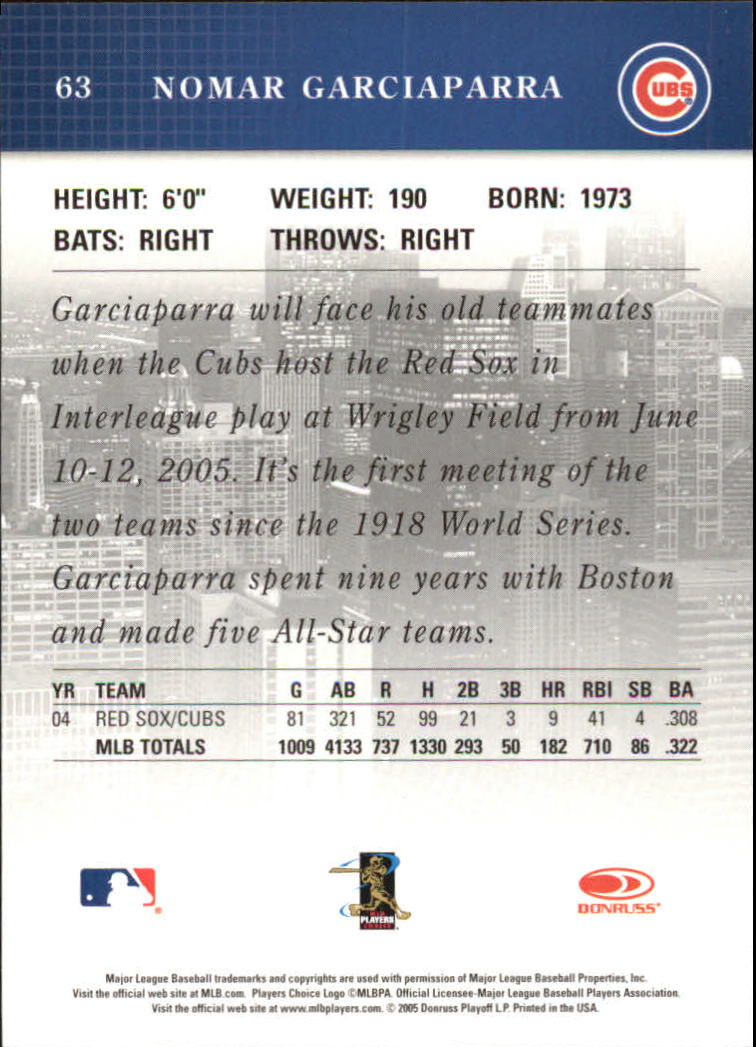 63 NOMAR GARCIAPARRA
CUBS
HEIGHT: 6'0" WEIGHT: 190 BORN: 1973
BATS: RIGHT THROWS: RIGHT
Garciaparra will face his old teammates
when the Cubs host the Red Sox in
Interleague play at Wrigley Field from June
10-12, 2005. It's the first meeting of the
two teams since the 1918 World Series.
Garciaparra spent nine years with Boston
and made five All-Star teams.
YR TEAM G AB R H 2B 3B HR RBI SB BA
04 RED SOX/CUBS 81 321 52 99 21 3 9 41 4 .308
MLB TOTALS 1009 4133 737 1330 293 50 182 710 86 .322
MLB
PLAYERS
CHOICE
DONRUSS
Major League Baseball trademarks and copyrights are used with permission of Major League Baseball Properties, Inc.
Visit the official web site at MLB.com. Players Choice Logo ©MLBPA. Official Licensee-Major League Baseball Players Association.
Visit the official web site at www.mlbplayers.com. © 2005 Donruss Playoff L.P. Printed in the USA.